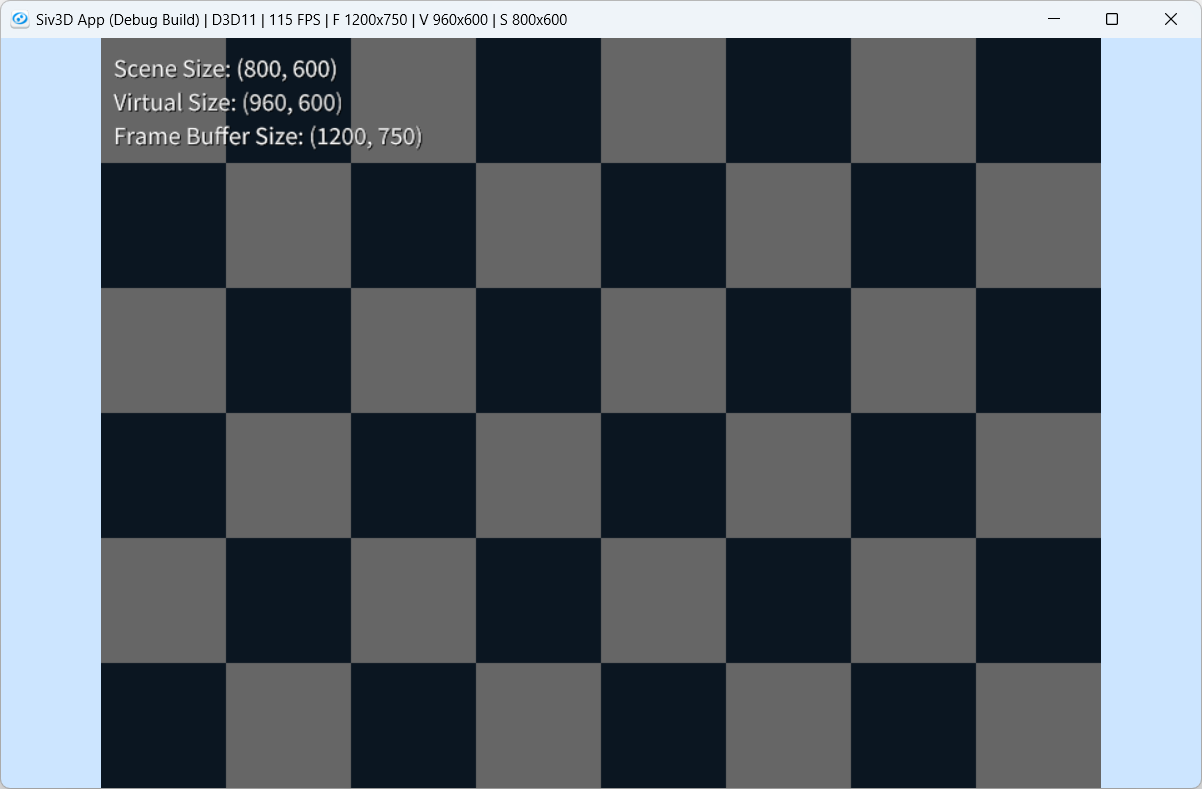 Siv3D App (Debug Build) | D3D11 | 115 FPS | F 1200x750 | V 960x600 | S 800x600
Scene Size: (800, 600)
Virtual Size: (960, 600)
Frame Buffer Size: (1200, 750)